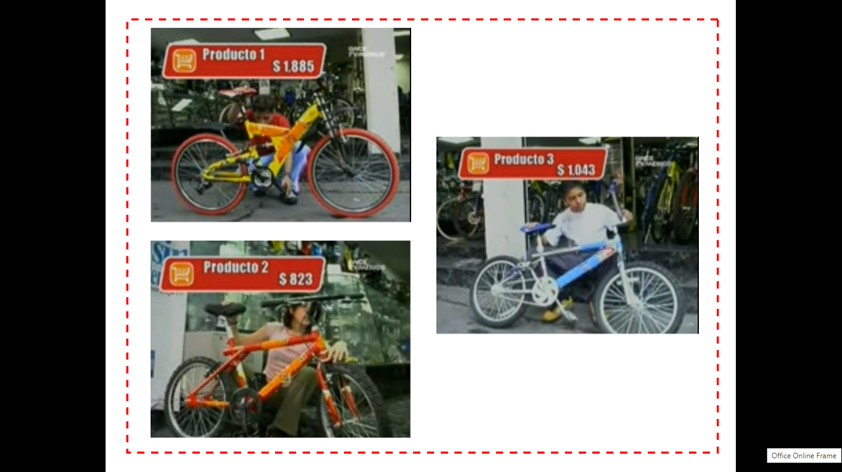 Producto 1
$ 1,885
Producto 2
$ 823
Producto 3
$ 1,043
Office Online Frame